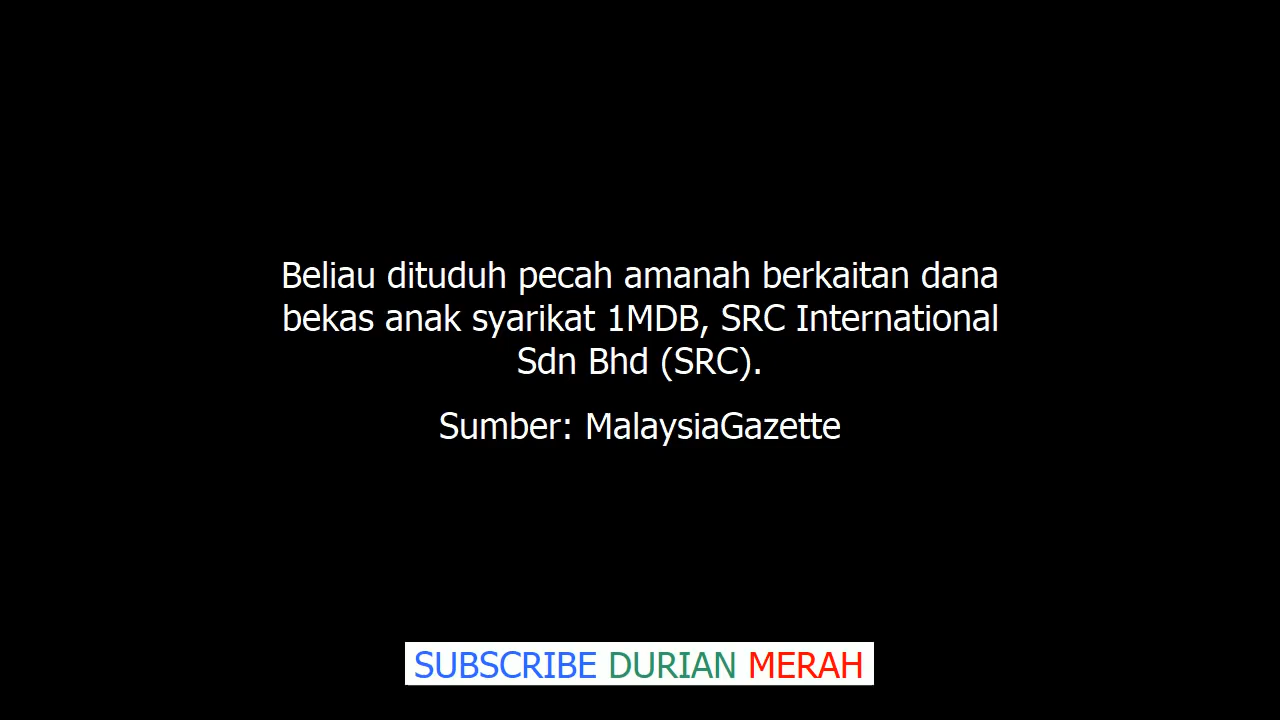 Beliau dituduh pecah amanah berkaitan dana
bekas anak syarikat 1MDB, SRC International
Sdn Bhd (SRC).
Sumber: MalaysiaGazette
SUBSCRIBE DURIAN MERAH